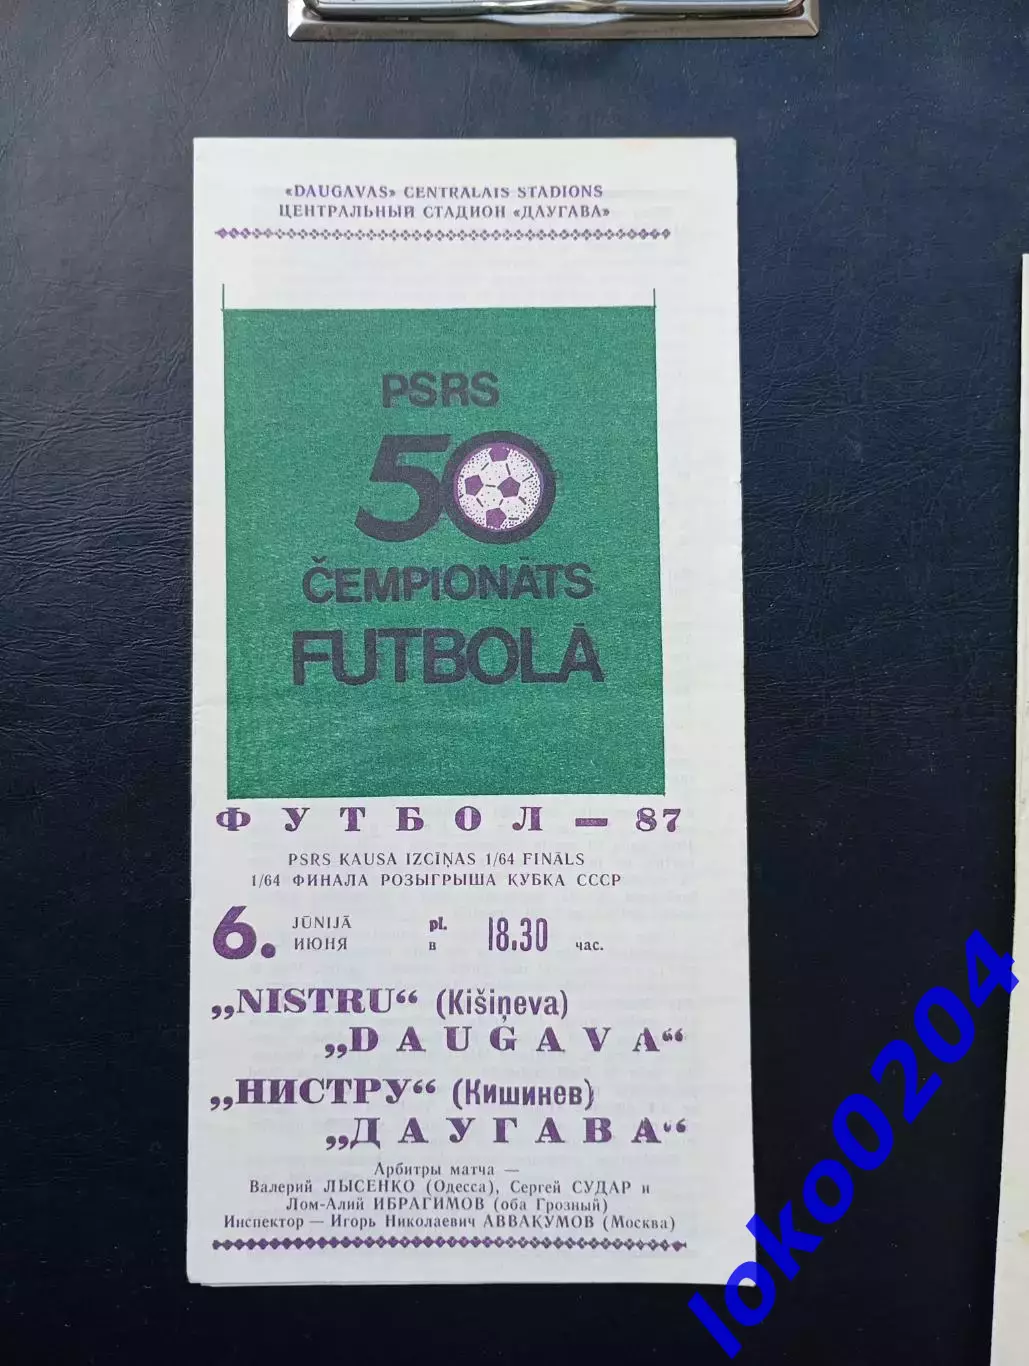 «DAUGAVAS» CENTRALAIS STADIONS
ЦЕНТРАЛЬНЫЙ СТАДИОН «ДАУГАВА»
PSRS
50
ČEMPIONĀTS
FUTBOLĀ
ФУТБОЛ — 87
PSRS KAUSA IZCĪŅAS 1/64 FINĀLS
1/64 ФИНАЛА РОЗЫГРЫША КУБКА СССР
6. JŪNIJĀ pl. 18.30
ИЮНЯ в час.
„NISTRU“ (Kišiņeva)
„DAUGAVA“
„НИСТРУ“ (Кишинев)
„ДАУГАВА“
Арбитры матча —
Валерий ЛЫСЕНКО (Одесса), Сергей СУДАР и
Лом-Алий ИБРАГИМОВ (оба Грозный)
Инспектор — Игорь Николаевич АВВАКУМОВ (Москва)
loko0204